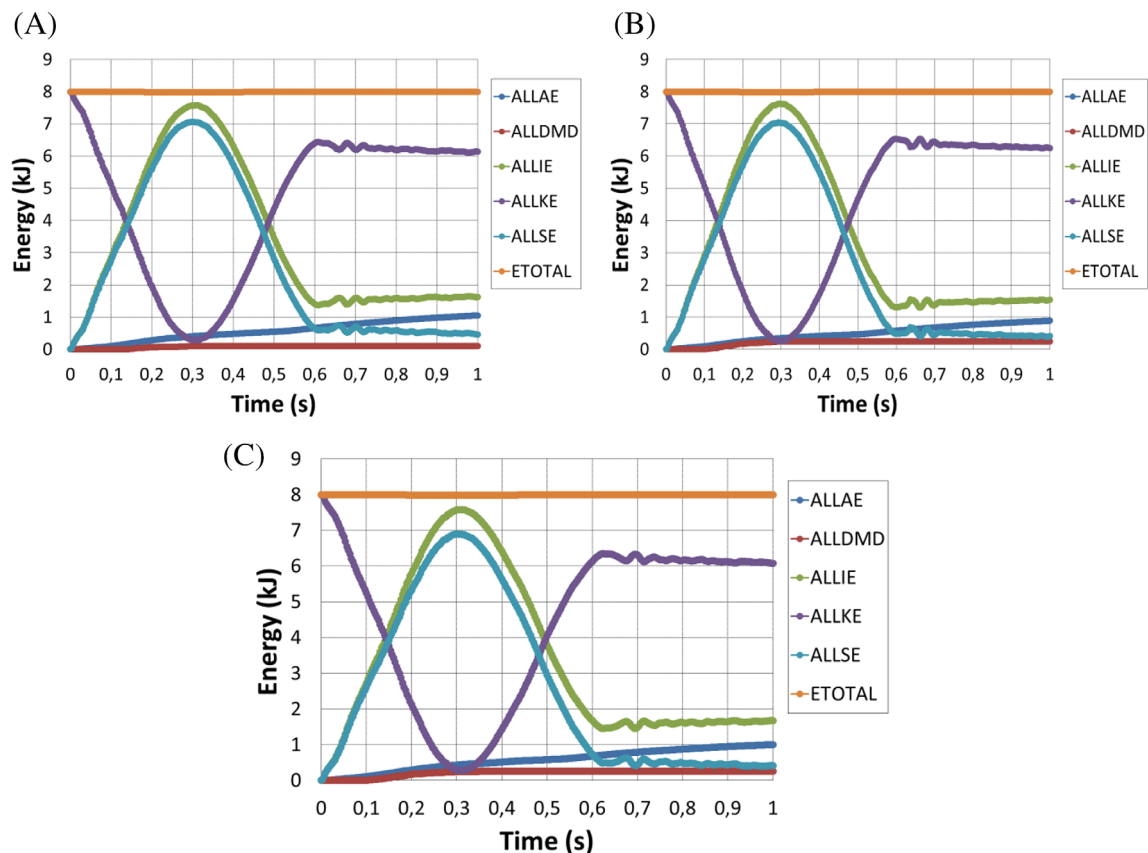 (A)
9
8
7
6
5
4
3
2
1
0
Energy (kJ)
0 0,1 0,2 0,3 0,4 0,5 0,6 0,7 0,8 0,9 1
Time (s)
ALLAE
ALLDMD
ALLIE
ALLKE
ALLSE
ETOTAL
(B)
9
8
7
6
5
4
3
2
1
0
Energy (kJ)
0 0,1 0,2 0,3 0,4 0,5 0,6 0,7 0,8 0,9 1
Time (s)
ALLAE
ALLDMD
ALLIE
ALLKE
ALLSE
ETOTAL
(C)
9
8
7
6
5
4
3
2
1
0
Energy (kJ)
0 0,1 0,2 0,3 0,4 0,5 0,6 0,7 0,8 0,9 1
Time (s)
ALLAE
ALLDMD
ALLIE
ALLKE
ALLSE
ETOTAL